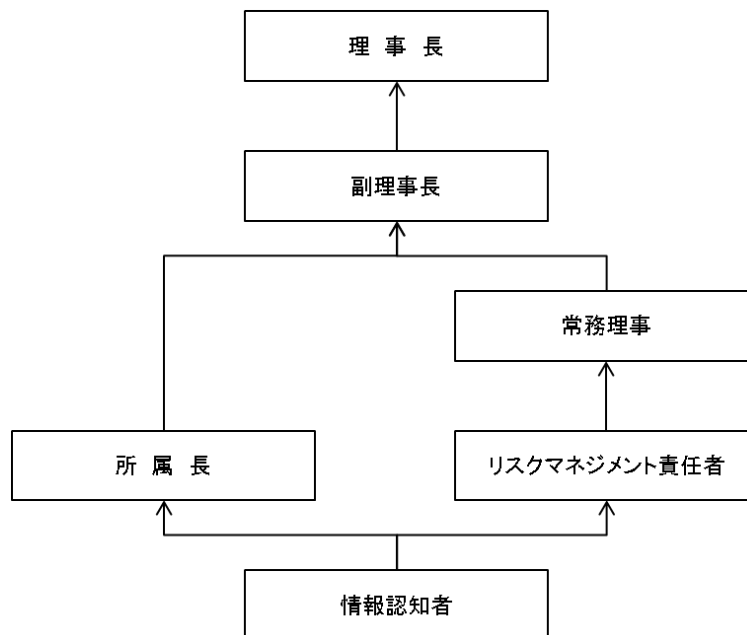 理 事 長
副理事長
常務理事
所 属 長
リスクマネジメント責任者
情報認知者